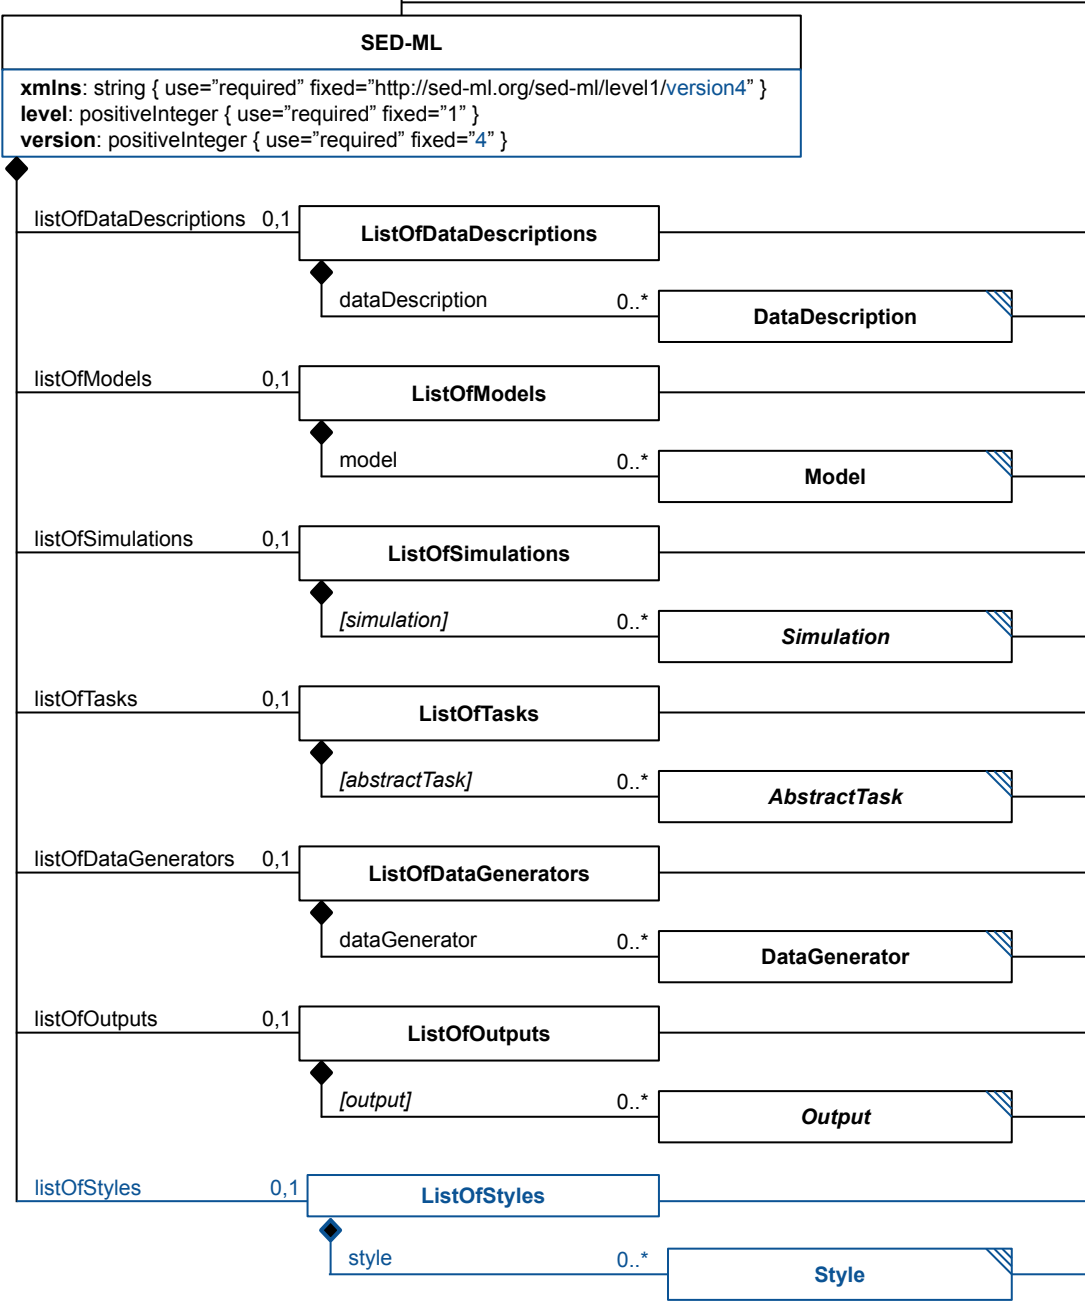 SED-ML
xmlns: string { use=”required” fixed=”http://sed-ml.org/sed-ml/level1/version4” }
level: positiveInteger { use=”required” fixed=”1” }
version: positiveInteger { use=”required” fixed=”4” }
listOfDataDescriptions 0,1
ListOfDataDescriptions
dataDescription 0..*
DataDescription
listOfModels 0,1
ListOfModels
model 0..*
Model
listOfSimulations 0,1
ListOfSimulations
[simulation] 0..*
Simulation
listOfTasks 0,1
ListOfTasks
[abstractTask] 0..*
AbstractTask
listOfDataGenerators 0,1
ListOfDataGenerators
dataGenerator 0..*
DataGenerator
listOfOutputs 0,1
ListOfOutputs
[output] 0..*
Output
listOfStyles 0,1
ListOfStyles
style 0..*
Style